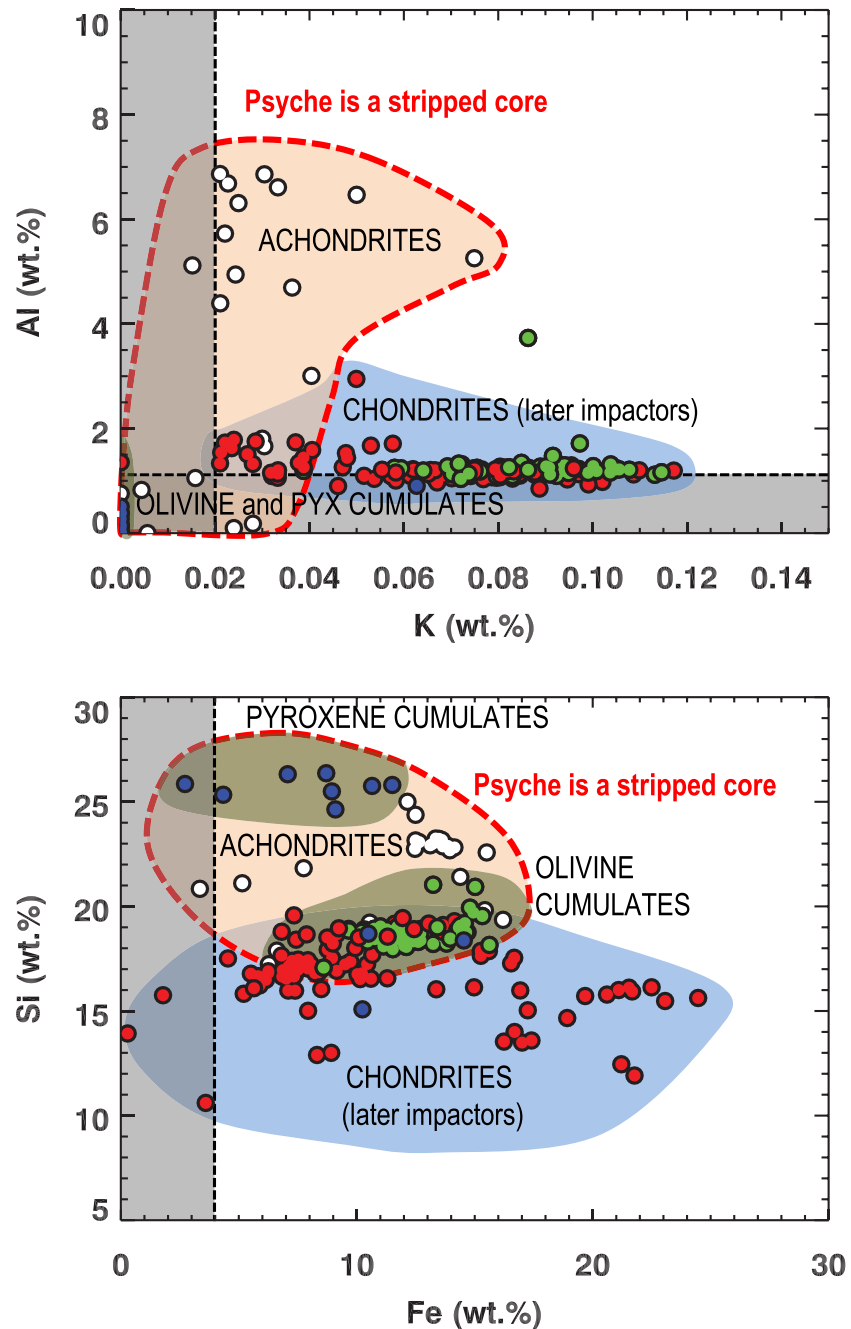 10
Psyche is a stripped core
8
ACHONDRITES
6
Al (wt.%)
4
CHONDRITES (later impactors)
2
OLIVINE and PYX CUMULATES
0
0.00 0.02 0.04 0.06 0.08 0.10 0.12 0.14
K (wt.%)
30
PYROXENE CUMULATES
Psyche is a stripped core
25
ACHONDRITES
OLIVINE
CUMULATES
20
Si (wt.%)
15
CHONDRITES
(later impactors)
10
5
0 10 20 30
Fe (wt.%)